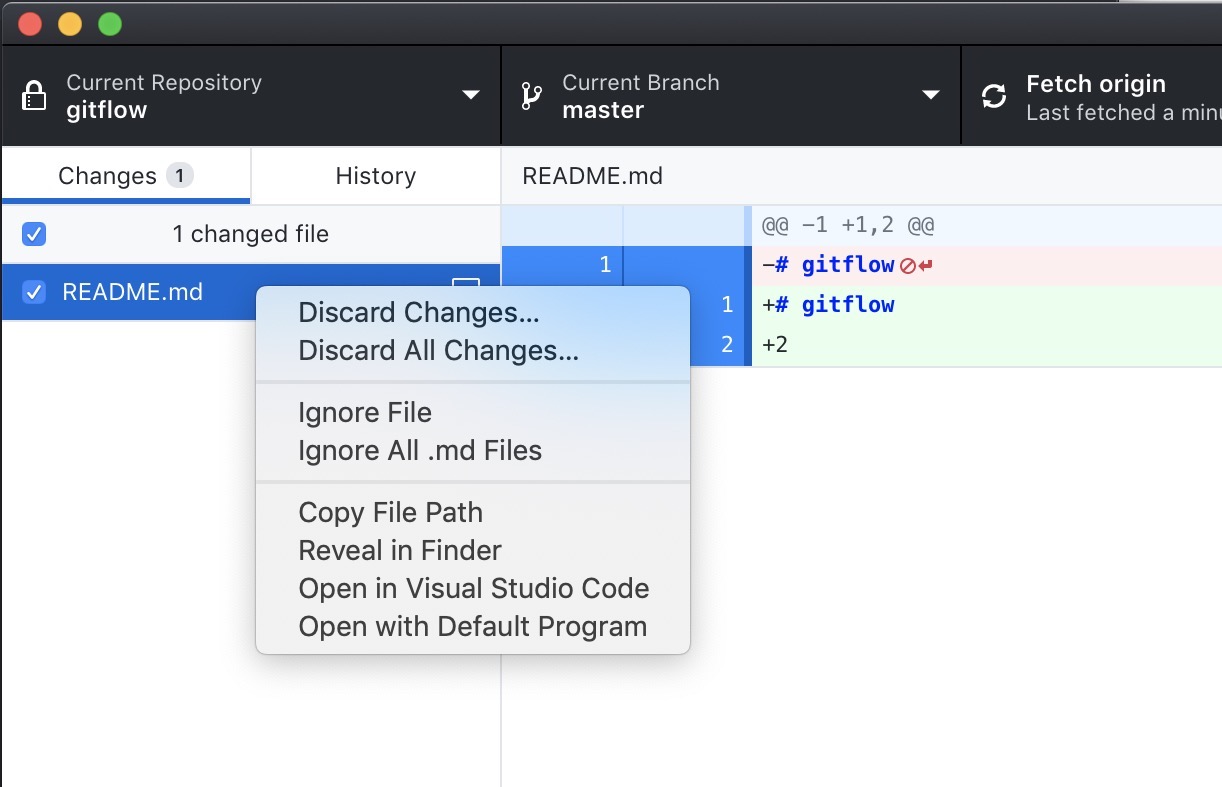 Current Repository
gitflow
Current Branch
master
Fetch origin
Last fetched a minu
Changes 1
History
README.md
1 changed file
@@ -1 +1,2 @@
1 -# gitflow
README.md
1 +# gitflow
2 +2
Discard Changes...
Discard All Changes...
Ignore File
Ignore All .md Files
Copy File Path
Reveal in Finder
Open in Visual Studio Code
Open with Default Program